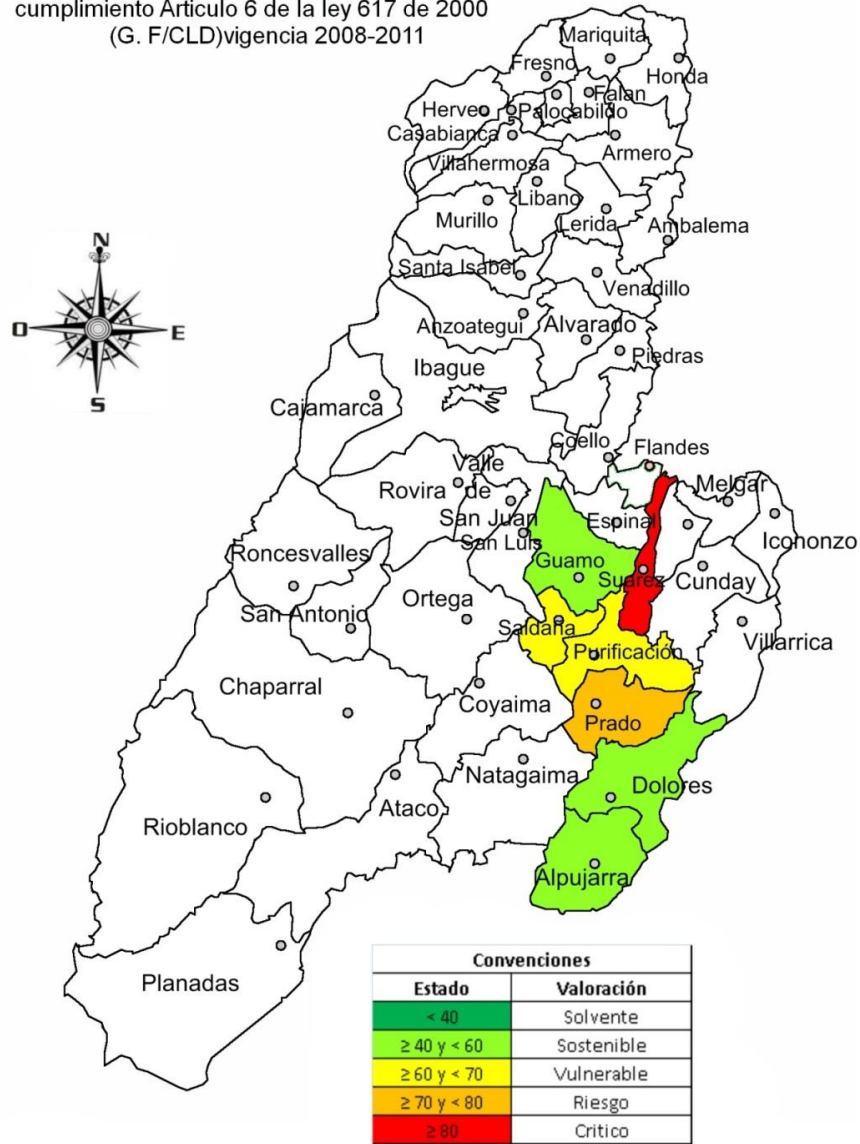 cumplimiento Articulo 6 de la ley 617 de 2000
(G. F/CLD)vigencia 2008-2011
Mariquita
Fresno
Honda
Falan
Herveo
Palocabildo
Casabianca
Armero
Villahermosa
Libano
Murillo
Lerida
Ambalema
N
O
E
S
Santa Isabel
Venadillo
Anzoategui
Alvarado
Piedras
Ibague
Cajamarca
Coello
Flandes
Valle
de
San Juan
Rovira
Melgar
San Luis
Espinal
Icononzo
Roncesvalles
Guamo
Suarez
Cunday
Ortega
San Antonio
Saldaña
Villarrica
Purificación
Chaparral
Coyaima
Prado
Natagaima
Dolores
Ataco
Rioblanco
Alpujarra
Planadas
Convenciones
Estado Valoración
< 40 Solvente
≥ 40 y < 60 Sostenible
≥ 60 y < 70 Vulnerable
≥ 70 y < 80 Riesgo
≥ 80 Critico